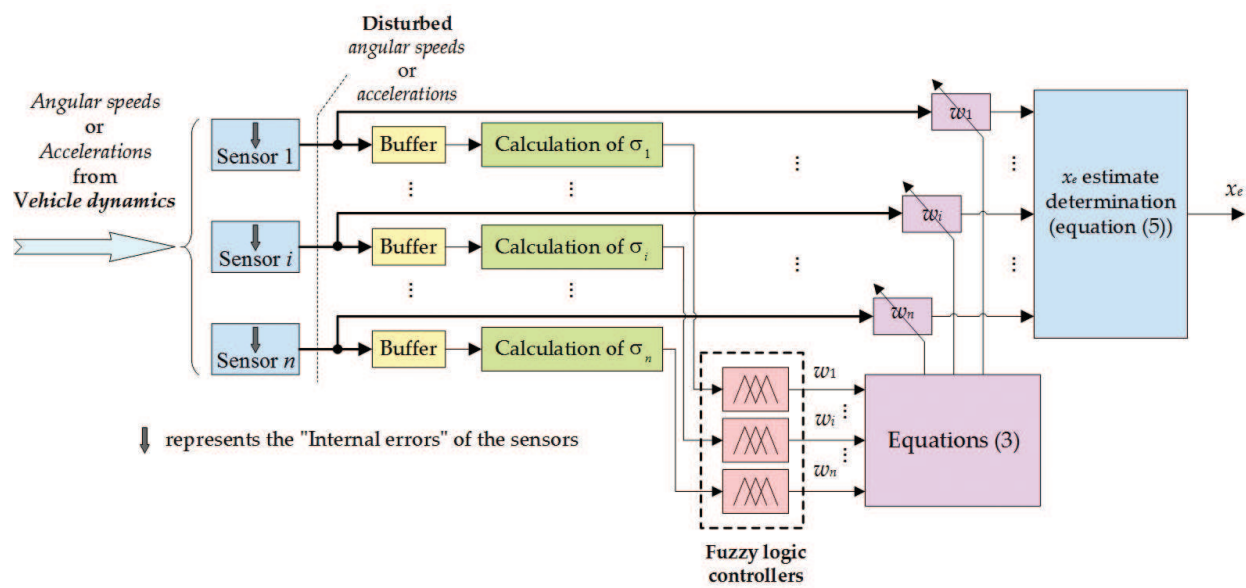 Angular speeds
or
Accelerations
from
Vehicle dynamics
Disturbed
angular speeds
or
accelerations
Sensor 1
Buffer
Calculation of σ1
w1
...
...
...
...
Sensor i
Buffer
Calculation of σi
wi
...
...
...
...
Sensor n
Buffer
Calculation of σn
wn
xe estimate
determination
(equation (5))
xe
w1
wi
...
...
wn
Equations (3)
represents the "Internal errors" of the sensors
Fuzzy logic
controllers